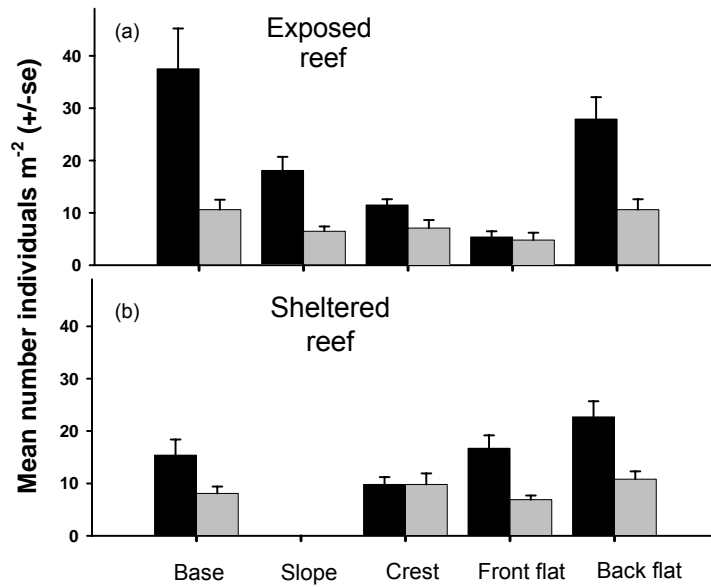 (a)
Exposed
reef
40
30
20
10
0
Mean number individuals m-2 (+/-se)
(b)
Sheltered
reef
40
30
20
10
0
Base Slope Crest Front flat Back flat